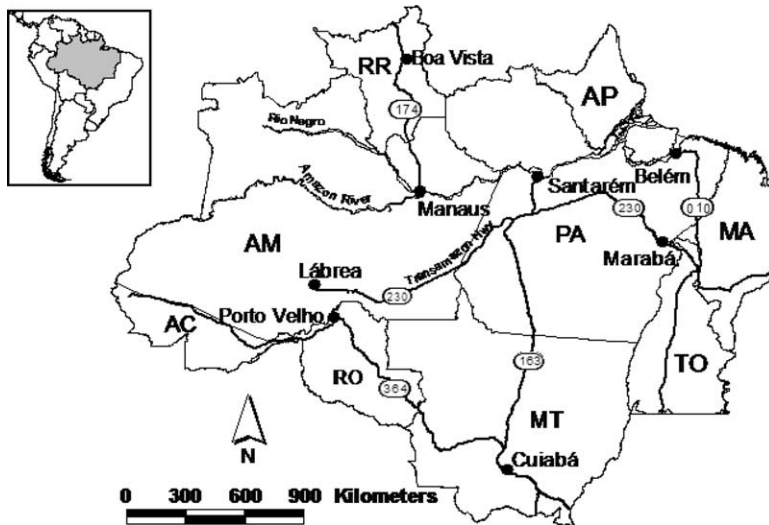 RR
Boa Vista
AP
174
Rio Negro
Amazon River
Manaus
Santarém
Belém
230
010
MA
AM
Transamazon Hwy
PA
Marabá
Lábrea
230
Porto Velho
AC
RO
364
163
TO
MT
N
Cuiabá
0 300 600 900 Kilometers